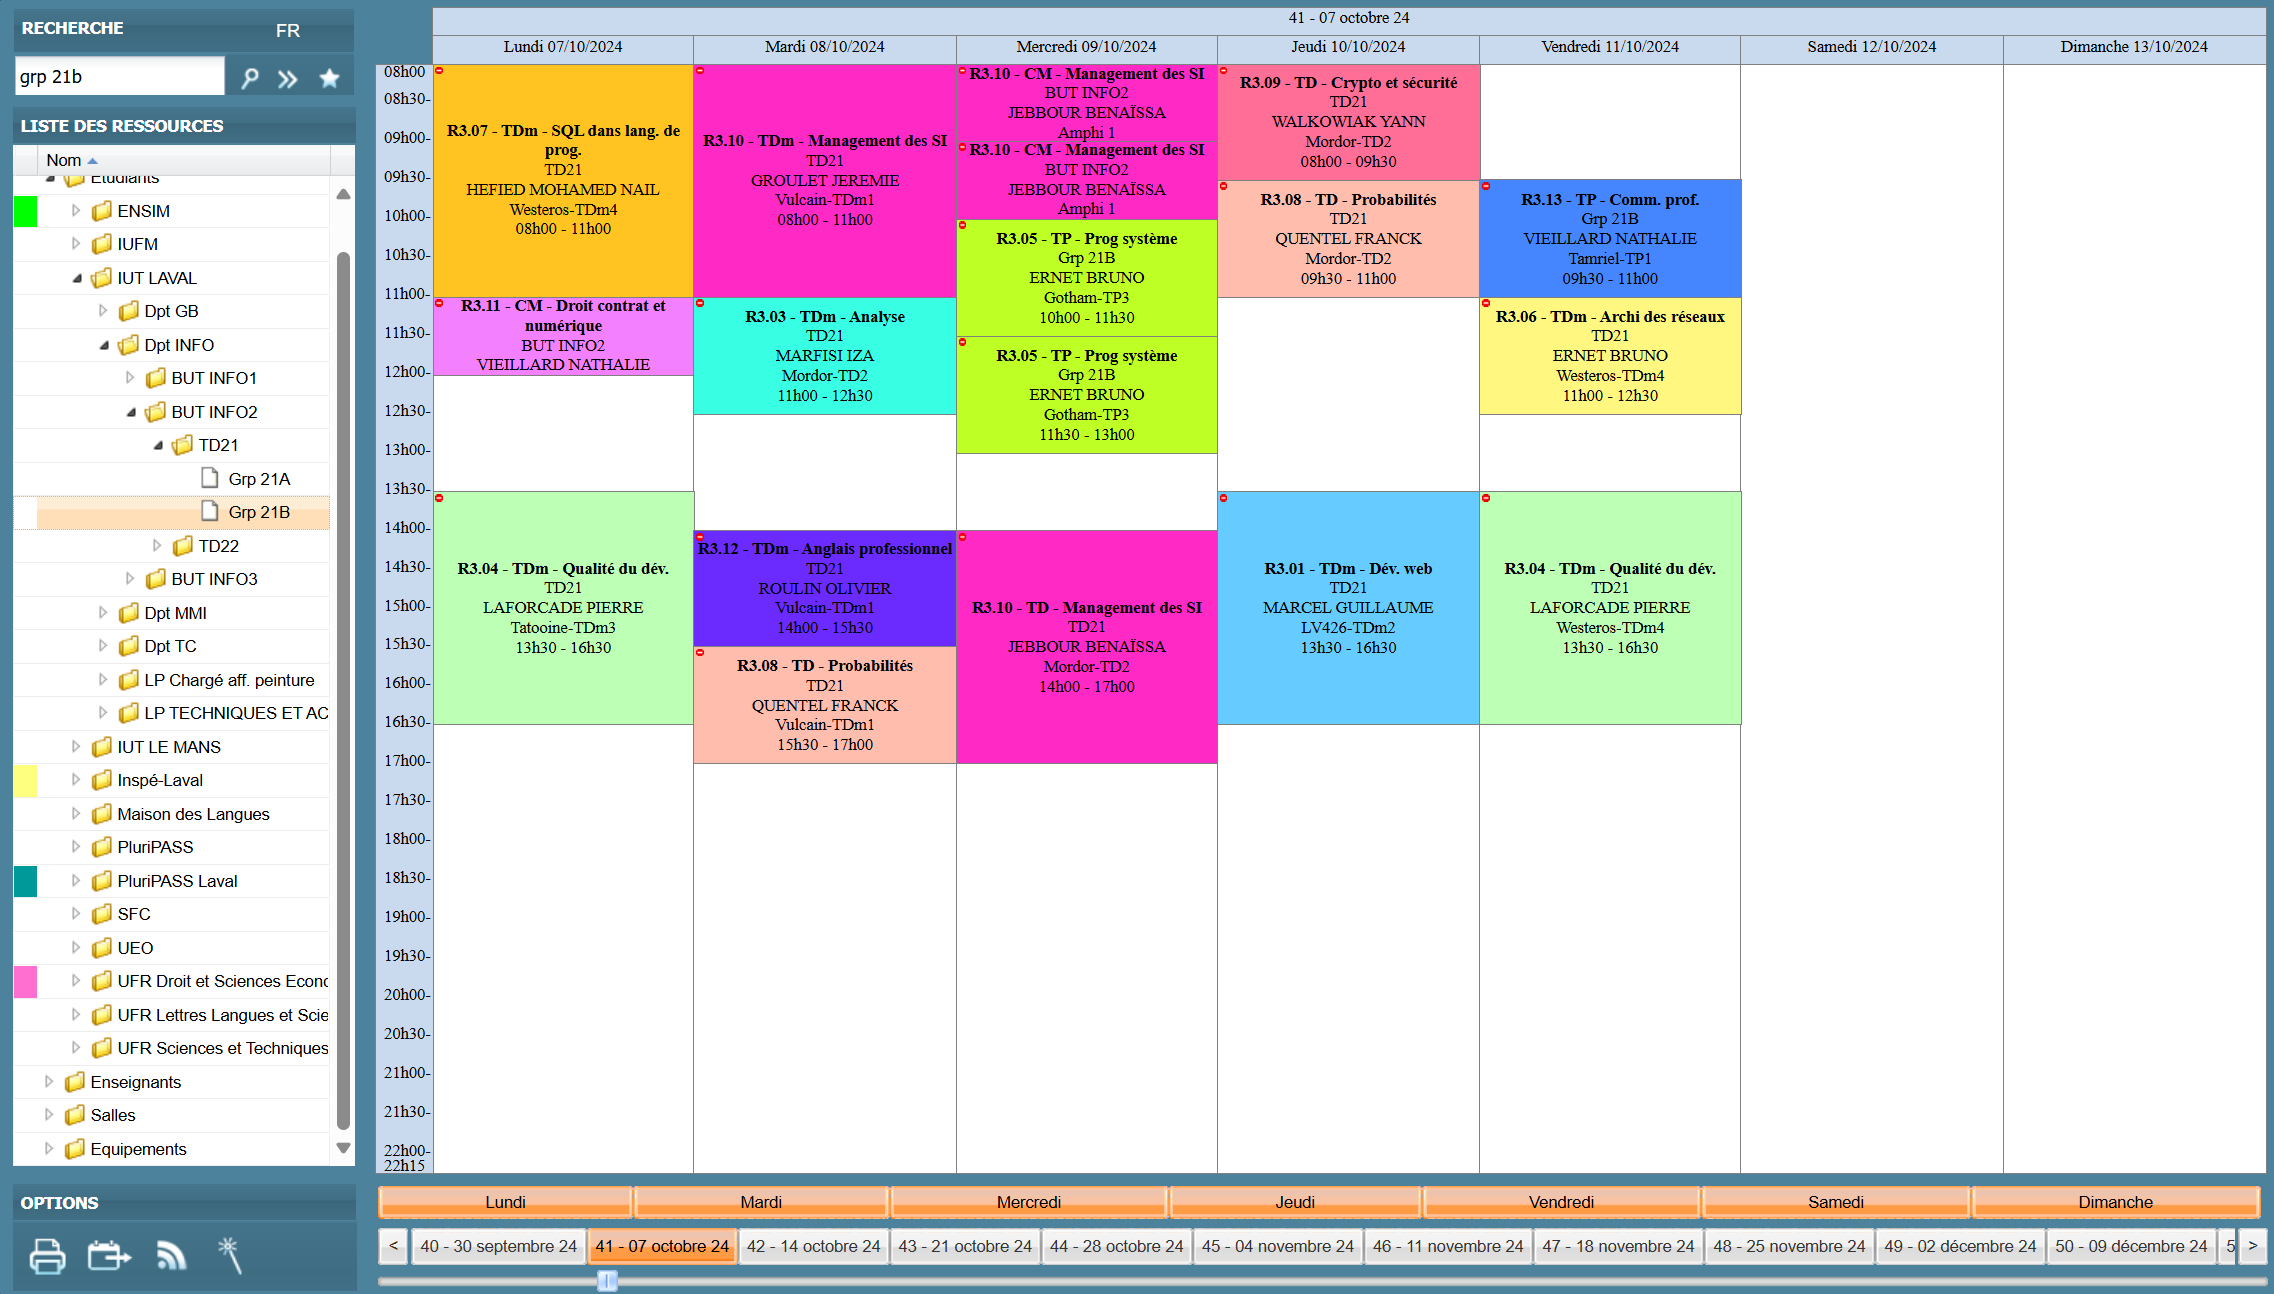 RECHERCHE
FR
grp 21b
LISTE DES RESSOURCES
Nom
Etudiants
ENSIM
IUFM
IUT LAVAL
Dpt GB
Dpt INFO
BUT INFO1
BUT INFO2
TD21
Grp 21A
Grp 21B
TD22
BUT INFO3
Dpt MMI
Dpt TC
LP Chargé aff. peinture
LP TECHNIQUES ET AC
IUT LE MANS
Inspé-Laval
Maison des Langues
PluriPASS
PluriPASS Laval
SFC
UEO
UFR Droit et Sciences Econo
UFR Lettres Langues et Scie
UFR Sciences et Techniques
Enseignants
Salles
Equipements
OPTIONS
41 - 07 octobre 24
Lundi 07/10/2024
Mardi 08/10/2024
Mercredi 09/10/2024
Jeudi 10/10/2024
Vendredi 11/10/2024
Samedi 12/10/2024
Dimanche 13/10/2024
08h00
08h30-
09h00-
09h30-
10h00-
10h30-
11h00-
11h30-
12h00-
12h30-
13h00-
13h30-
14h00-
14h30-
15h00-
15h30-
16h00-
16h30-
17h00-
17h30-
18h00-
18h30-
19h00-
19h30-
20h00-
20h30-
21h00-
21h30-
22h00-
22h15
R3.07 - TDm - SQL dans lang. de
prog.
TD21
HEFIED MOHAMED NAIL
Westeros-TDm4
08h00 - 11h00
R3.11 - CM - Droit contrat et
numérique
BUT INFO2
VIEILLARD NATHALIE
R3.04 - TDm - Qualité du dév.
TD21
LAFORCADE PIERRE
Tatooine-TDm3
13h30 - 16h30
R3.10 - TDm - Management des SI
TD21
GROULET JEREMIE
Vulcain-TDm1
08h00 - 11h00
R3.03 - TDm - Analyse
TD21
MARFISI IZA
Mordor-TD2
11h00 - 12h30
R3.12 - TDm - Anglais professionnel
TD21
ROULIN OLIVIER
Vulcain-TDm1
14h00 - 15h30
R3.08 - TD - Probabilités
TD21
QUENTEL FRANCK
Vulcain-TDm1
15h30 - 17h00
R3.10 - CM - Management des SI
BUT INFO2
JEBBOUR BENAÏSSA
Amphi 1
R3.10 - CM - Management des SI
BUT INFO2
JEBBOUR BENAÏSSA
Amphi 1
R3.05 - TP - Prog système
Grp 21B
ERNET BRUNO
Gotham-TP3
10h00 - 11h30
R3.05 - TP - Prog système
Grp 21B
ERNET BRUNO
Gotham-TP3
11h30 - 13h00
R3.10 - TD - Management des SI
TD21
JEBBOUR BENAÏSSA
Mordor-TD2
14h00 - 17h00
R3.09 - TD - Crypto et sécurité
TD21
WALKOWIAK YANN
Mordor-TD2
08h00 - 09h30
R3.08 - TD - Probabilités
TD21
QUENTEL FRANCK
Mordor-TD2
09h30 - 11h00
R3.01 - TDm - Dév. web
TD21
MARCEL GUILLAUME
LV426-TDm2
13h30 - 16h30
R3.13 - TP - Comm. prof.
Grp 21B
VIEILLARD NATHALIE
Tamriel-TP1
09h30 - 11h00
R3.06 - TDm - Archi des réseaux
TD21
ERNET BRUNO
Westeros-TDm4
11h00 - 12h30
R3.04 - TDm - Qualité du dév.
TD21
LAFORCADE PIERRE
Westeros-TDm4
13h30 - 16h30
Lundi
Mardi
Mercredi
Jeudi
Vendredi
Samedi
Dimanche
<
40 - 30 septembre 24
41 - 07 octobre 24
42 - 14 octobre 24
43 - 21 octobre 24
44 - 28 octobre 24
45 - 04 novembre 24
46 - 11 novembre 24
47 - 18 novembre 24
48 - 25 novembre 24
49 - 02 décembre 24
50 - 09 décembre 24
5
>